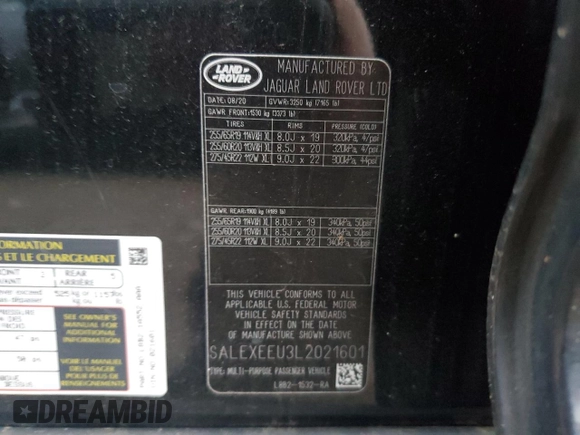 LAND ROVER
MANUFACTURED BY
JAGUAR LAND ROVER LTD
DATE: 08/20 GVWR: 3250 kg (7165 lb)
GAWR FRONT: 1530 kg (3373 lb)
TIRES RIMS PRESSURE (COLD)
255/65R19 114V&H XL 8.0J x 19 320kPa, 47psi
255/60R20 113V&H XL 8.5J x 20 320kPa, 47psi
275/45R22 112W XL 9.0J x 22 300kPa, 44psi
GAWR REAR: 1900 kg (4189 lb)
255/65R19 114V&H XL 8.0J x 19 340kPa, 50psi
255/60R20 113V&H XL 8.5J x 20 340kPa, 50psi
275/45R22 112W XL 9.0J x 22 340kPa, 50psi
THIS VEHICLE CONFORMS TO ALL
APPLICABLE U.S. FEDERAL MOTOR
VEHICLE SAFETY STANDARDS
IN EFFECT ON THE DATE OF
MANUFACTURE SHOWN ABOVE
SALEXEEU3L2021601
TYPE: MULTI-PURPOSE PASSENGER VEHICLE
L8B2-1532-RA
FORMATION
S ET LE CHARGEMENT
REAR
ARRIÈRE
SEE OWNER'S
MANUAL FOR
ADDITIONAL
INFORMATION
VOIR LE MANUEL
DE L'USAGER
POUR PLUS DE
RENSEIGNEMENTS
DREAMBID